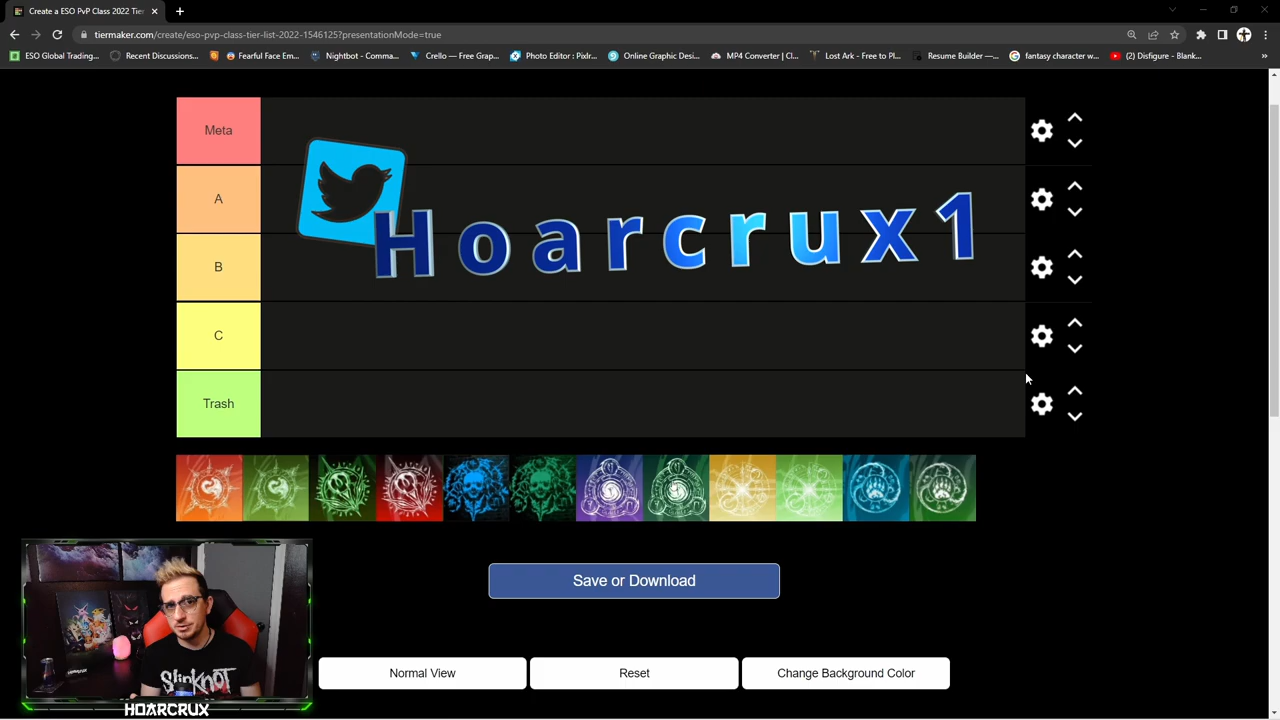 Create a ESO PvP Class 2022 Tier
tiermaker.com/create/eso-pvp-class-tier-list-2022-1546125?presentationMode=true
ESO Global Trading... Recent Discussions... Fearful Face Em... Nightbot - Comma... Crello — Free Grap... Photo Editor : Pixlr... Online Graphic Desi... MP4 Converter | Cl... Lost Ark - Free to Pl... Resume Builder —... fantasy character w... (2) Disfigure - Blank... »
Meta
A
Hoarcrux1
B
C
Trash
Save or Download
Normal View Reset Change Background Color
SlipKnoT
HOARCRUX